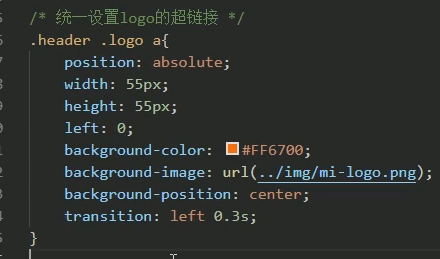 /* 统一设置logo的超链接 */
.header .logo a{
position: absolute;
width: 55px;
height: 55px;
left: 0;
background-color: #FF6700;
background-image: url(../img/mi-logo.png);
background-position: center;
transition: left 0.3s;
}